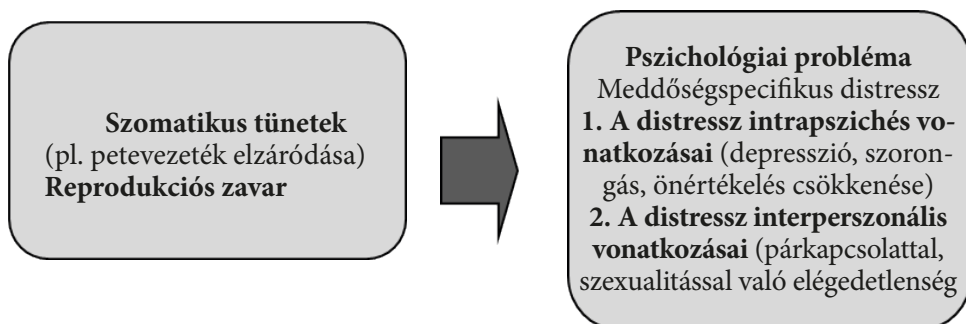 Szomatikus tünetek
(pl. petevezeték elzáródása)
Reprodukciós zavar
Pszichológiai probléma
Meddőségspecifikus distressz
1. A distressz intrapszichés vo-
natkozásai (depresszió, szoron-
gás, önértékelés csökkenése)
2. A distressz interperszonális
vonatkozásai (párkapcsolattal,
szexualitással való elégedetlenség